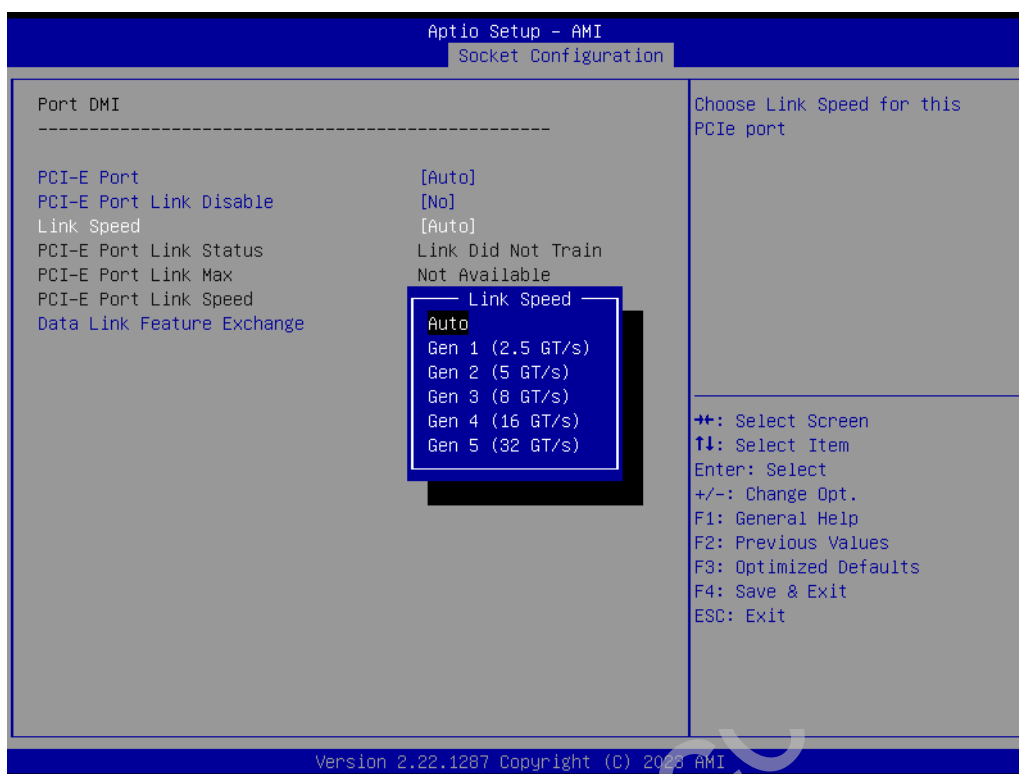 Aptio Setup – AMI
Socket Configuration
Port DMI
--------------------------------------------------
PCI-E Port [Auto]
PCI-E Port Link Disable [No]
Link Speed [Auto]
PCI-E Port Link Status Link Did Not Train
PCI-E Port Link Max Not Available
PCI-E Port Link Speed
Data Link Feature Exchange
Link Speed
Auto
Gen 1 (2.5 GT/s)
Gen 2 (5 GT/s)
Gen 3 (8 GT/s)
Gen 4 (16 GT/s)
Gen 5 (32 GT/s)
Choose Link Speed for this
PCIe port
→←: Select Screen
↑↓: Select Item
Enter: Select
+/-: Change Opt.
F1: General Help
F2: Previous Values
F3: Optimized Defaults
F4: Save & Exit
ESC: Exit
Version 2.22.1287 Copyright (C) 2023 AMI